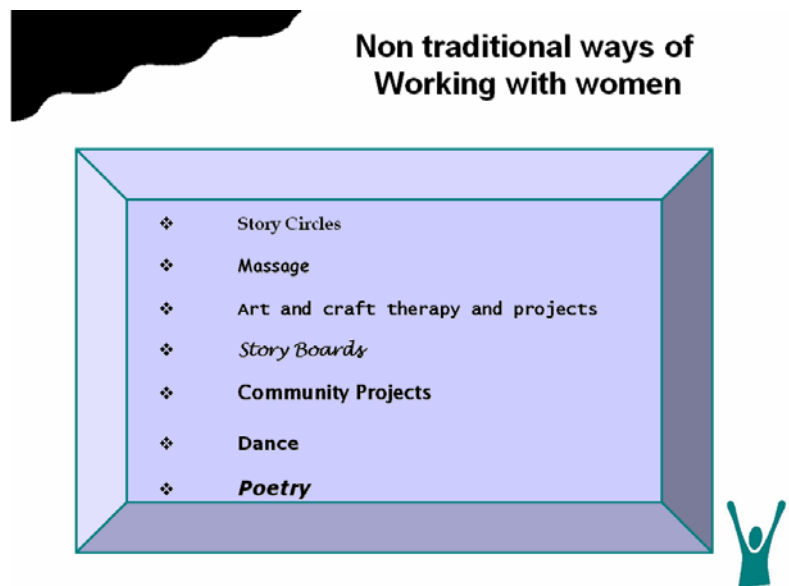 Non traditional ways of
Working with women
❖ Story Circles
❖ Massage
❖ Art and craft therapy and projects
❖ Story Boards
❖ Community Projects
❖ Dance
❖ Poetry